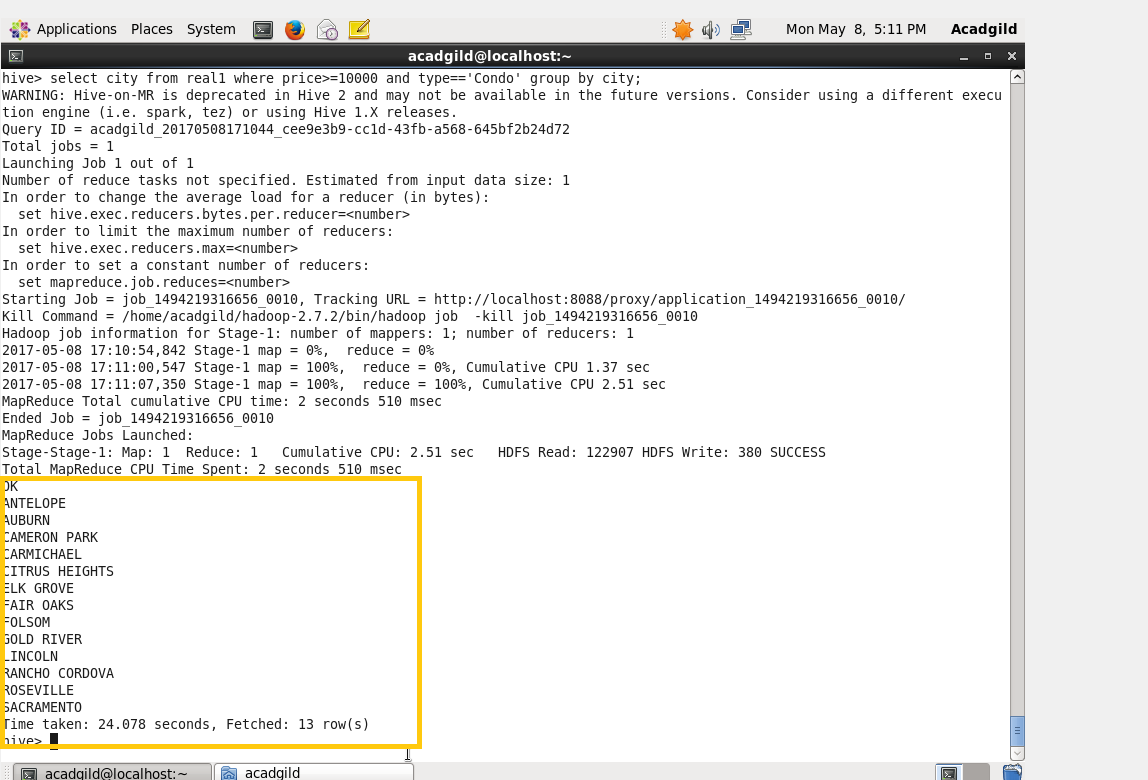 Applications Places System Mon May 8, 5:11 PM Acadgild
acadgild@localhost:~
hive> select city from real1 where price>=10000 and type=='Condo' group by city;
WARNING: Hive-on-MR is deprecated in Hive 2 and may not be available in the future versions. Consider using a different execu
tion engine (i.e. spark, tez) or using Hive 1.X releases.
Query ID = acadgild_20170508171044_cee9e3b9-cc1d-43fb-a568-645bf2b24d72
Total jobs = 1
Launching Job 1 out of 1
Number of reduce tasks not specified. Estimated from input data size: 1
In order to change the average load for a reducer (in bytes):
  set hive.exec.reducers.bytes.per.reducer=<number>
In order to limit the maximum number of reducers:
  set hive.exec.reducers.max=<number>
In order to set a constant number of reducers:
  set mapreduce.job.reduces=<number>
Starting Job = job_1494219316656_0010, Tracking URL = http://localhost:8088/proxy/application_1494219316656_0010/
Kill Command = /home/acadgild/hadoop-2.7.2/bin/hadoop job  -kill job_1494219316656_0010
Hadoop job information for Stage-1: number of mappers: 1; number of reducers: 1
2017-05-08 17:10:54,842 Stage-1 map = 0%,  reduce = 0%
2017-05-08 17:11:00,547 Stage-1 map = 100%,  reduce = 0%, Cumulative CPU 1.37 sec
2017-05-08 17:11:07,350 Stage-1 map = 100%,  reduce = 100%, Cumulative CPU 2.51 sec
MapReduce Total cumulative CPU time: 2 seconds 510 msec
Ended Job = job_1494219316656_0010
MapReduce Jobs Launched:
Stage-Stage-1: Map: 1  Reduce: 1   Cumulative CPU: 2.51 sec   HDFS Read: 122907 HDFS Write: 380 SUCCESS
Total MapReduce CPU Time Spent: 2 seconds 510 msec
OK
ANTELOPE
AUBURN
CAMERON PARK
CARMICHAEL
CITRUS HEIGHTS
ELK GROVE
FAIR OAKS
FOLSOM
GOLD RIVER
LINCOLN
RANCHO CORDOVA
ROSEVILLE
SACRAMENTO
Time taken: 24.078 seconds, Fetched: 13 row(s)
hive>
acadgild@localhost:~ acadgild